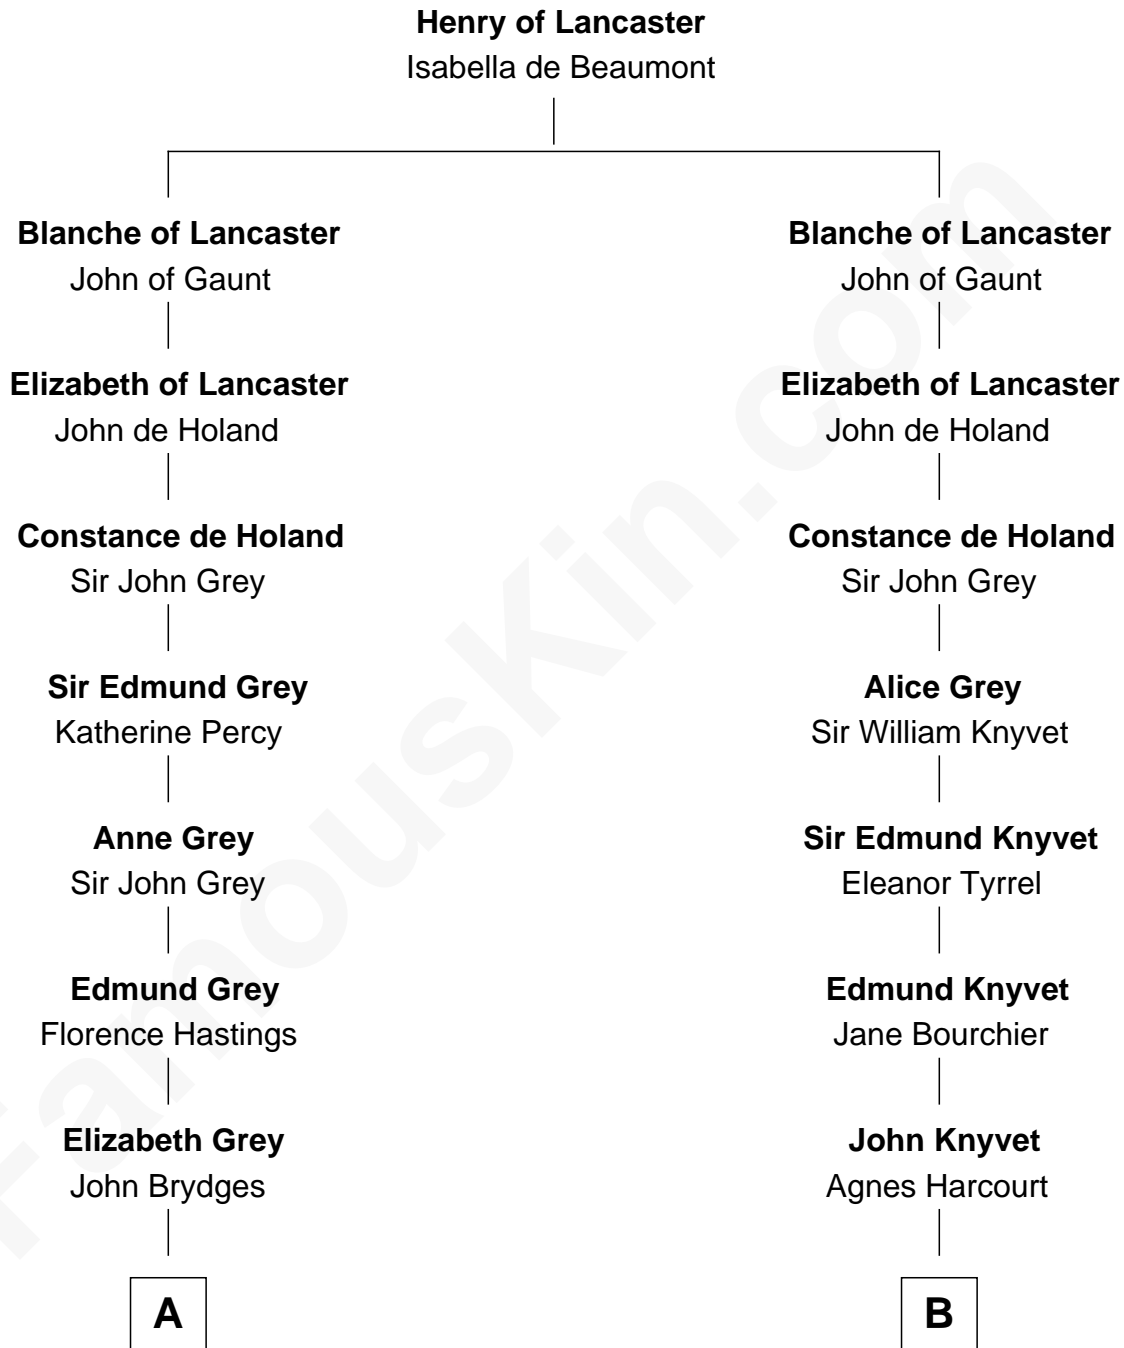 Henry of Lancaster
Isabella de Beaumont
Blanche of Lancaster
John of Gaunt
Blanche of Lancaster
John of Gaunt
Elizabeth of Lancaster
John de Holand
Elizabeth of Lancaster
John de Holand
Constance de Holand
Sir John Grey
Constance de Holand
Sir John Grey
Sir Edmund Grey
Katherine Percy
Alice Grey
Sir William Knyvet
Anne Grey
Sir John Grey
Sir Edmund Knyvet
Eleanor Tyrrel
Edmund Grey
Florence Hastings
Edmund Knyvet
Jane Bourchier
Elizabeth Grey
John Brydges
John Knyvet
Agnes Harcourt
A
B
FamousKin.com